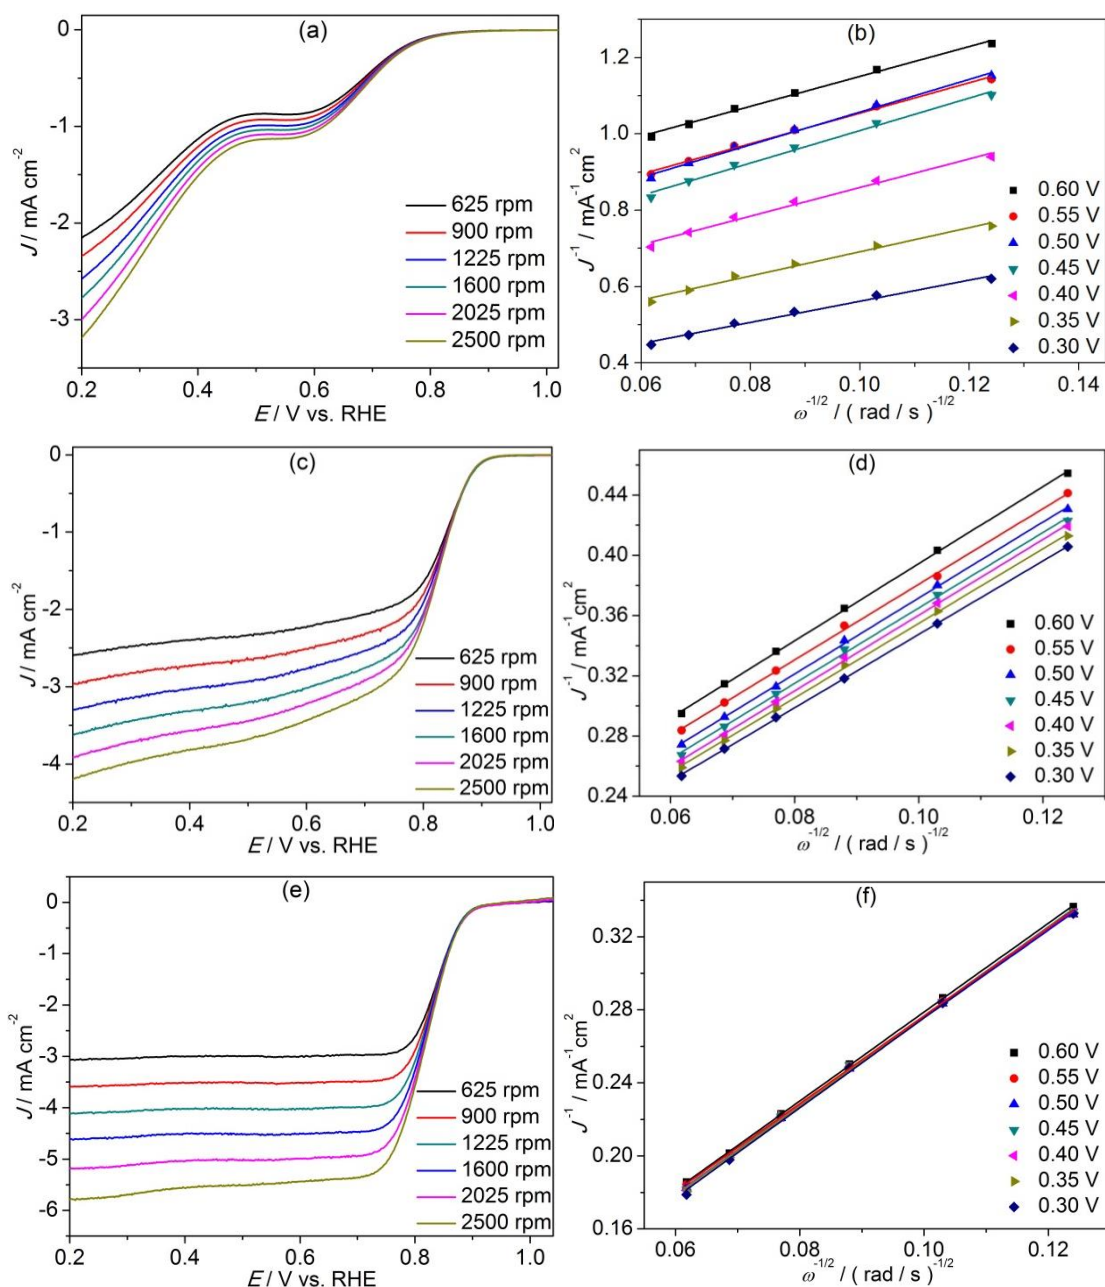 (a)
0
-1
-2
-3
J / mA cm⁻²
625 rpm
900 rpm
1225 rpm
1600 rpm
2025 rpm
2500 rpm
0.2 0.4 0.6 0.8 1.0
E / V vs. RHE
(b)
1.2
1.0
0.8
0.6
0.4
J⁻¹ / mA⁻¹ cm²
0.60 V
0.55 V
0.50 V
0.45 V
0.40 V
0.35 V
0.30 V
0.06 0.08 0.10 0.12 0.14
ω⁻¹/² / ( rad / s )⁻¹/²
(c)
0
-1
-2
-3
-4
J / mA cm⁻²
625 rpm
900 rpm
1225 rpm
1600 rpm
2025 rpm
2500 rpm
0.2 0.4 0.6 0.8 1.0
E / V vs. RHE
(d)
0.44
0.40
0.36
0.32
0.28
0.24
J⁻¹ / mA⁻¹ cm²
0.60 V
0.55 V
0.50 V
0.45 V
0.40 V
0.35 V
0.30 V
0.06 0.08 0.10 0.12
ω⁻¹/² / ( rad / s )⁻¹/²
(e)
0
-1
-2
-3
-4
-5
-6
J / mA cm⁻²
625 rpm
900 rpm
1225 rpm
1600 rpm
2025 rpm
2500 rpm
0.2 0.4 0.6 0.8 1.0
E / V vs. RHE
(f)
0.32
0.28
0.24
0.20
0.16
J⁻¹ / mA⁻¹ cm²
0.60 V
0.55 V
0.50 V
0.45 V
0.40 V
0.35 V
0.30 V
0.06 0.08 0.10 0.12
ω⁻¹/² / ( rad / s )⁻¹/²